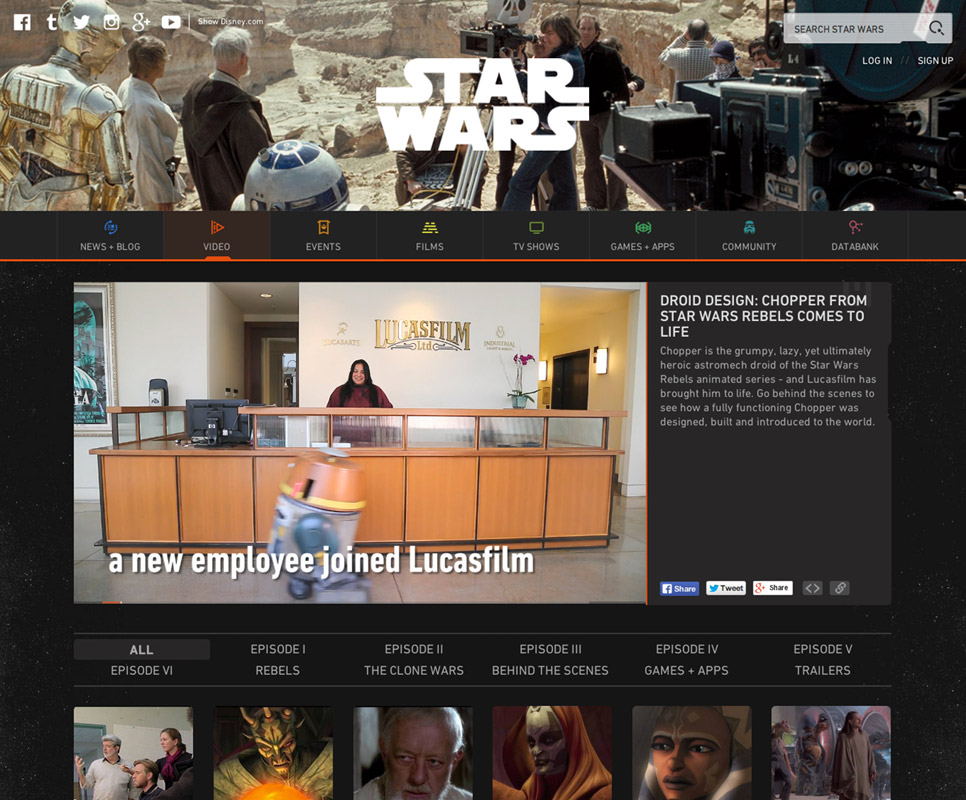 Show Disney.com
SEARCH STAR WARS
LOG IN // SIGN UP
STAR
WARS
NEWS + BLOG
VIDEO
EVENTS
FILMS
TV SHOWS
GAMES + APPS
COMMUNITY
DATABANK
LUCASARTS
LUCASFILM
Ltd
INDUSTRIAL
a new employee joined Lucasfilm
DROID DESIGN: CHOPPER FROM
STAR WARS REBELS COMES TO
LIFE
Chopper is the grumpy, lazy, yet ultimately
heroic astromech droid of the Star Wars
Rebels animated series - and Lucasfilm has
brought him to life. Go behind the scenes to
see how a fully functioning Chopper was
designed, built and introduced to the world.
Share
Tweet
Share
ALL
EPISODE I
EPISODE II
EPISODE III
EPISODE IV
EPISODE V
EPISODE VI
REBELS
THE CLONE WARS
BEHIND THE SCENES
GAMES + APPS
TRAILERS